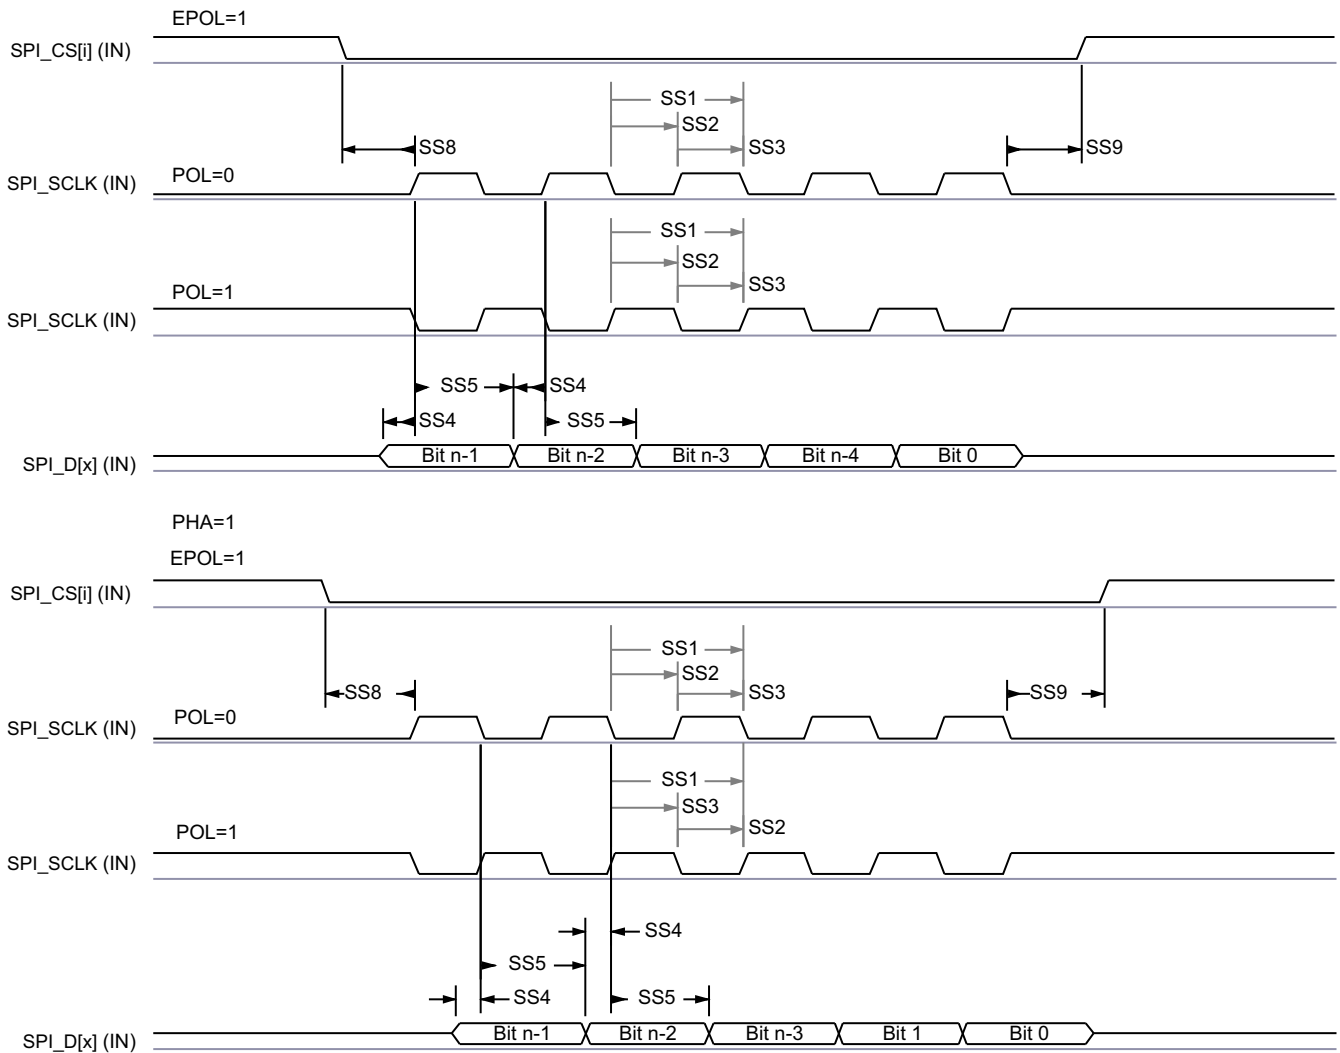 EPOL=1
SPI_CS[i] (IN)
SS1
SS2
SS8
SS3
SS9
POL=0
SPI_SCLK (IN)
SS1
SS2
SS3
POL=1
SPI_SCLK (IN)
SS5
SS4
SS4
SS5
SPI_D[x] (IN)
Bit n-1
Bit n-2
Bit n-3
Bit n-4
Bit 0
PHA=1
EPOL=1
SPI_CS[i] (IN)
SS1
SS2
SS8
SS3
SS9
POL=0
SPI_SCLK (IN)
SS1
SS3
SS2
POL=1
SPI_SCLK (IN)
SS4
SS5
SS4
SS5
SPI_D[x] (IN)
Bit n-1
Bit n-2
Bit n-3
Bit 1
Bit 0